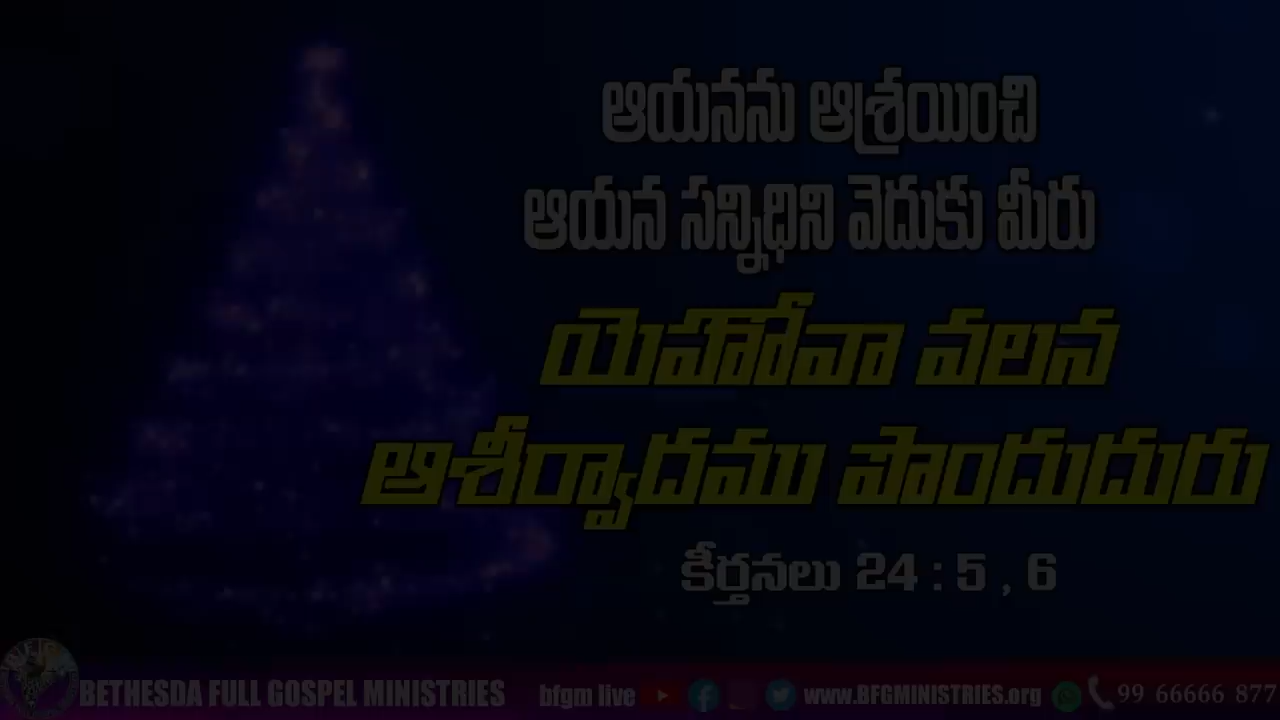 ఆయనను ఆశ్రయించి
ఆయన సన్నిధిని వెదుకు మీరు
యెహోవా వలన
ఆశీర్వాదము పొందుదురు
కీర్తనలు 24 : 5 , 6
BETHESDA FULL GOSPEL MINISTRIES bfgm live www.BFGMINISTRIES.org 99 66666 877